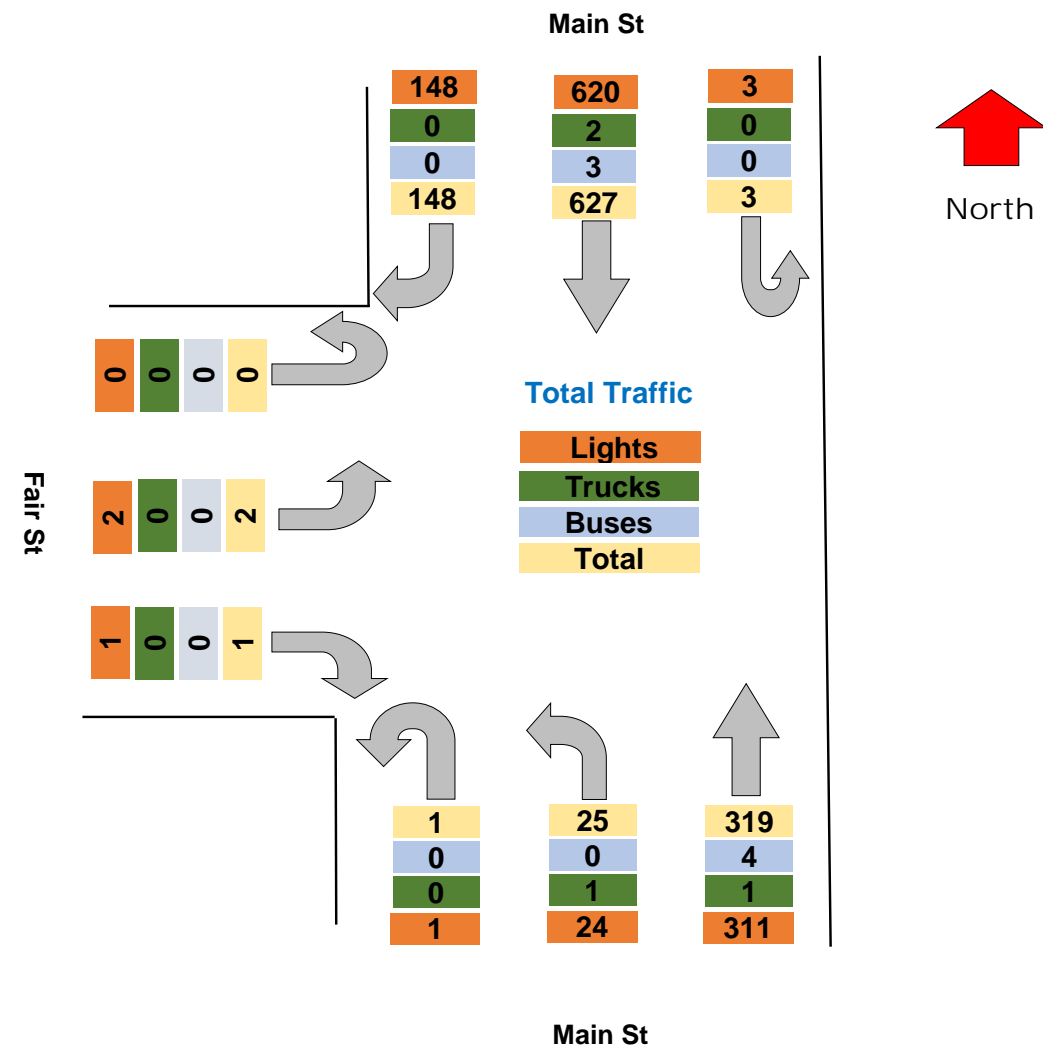 Main St
148 620 3
0 2 0
0 3 0
148 627 3
North
0 0 0 0
Total Traffic
Lights
Trucks
Buses
Total
Fair St
2 0 0 2
1 0 0 1
1 25 319
0 0 4
0 1 1
1 24 311
Main St